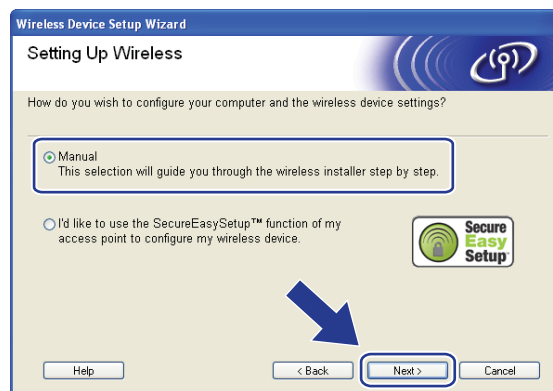 Wireless Device Setup Wizard
Setting Up Wireless
How do you wish to configure your computer and the wireless device settings?
Manual
This selection will guide you through the wireless installer step by step.
I'd like to use the SecureEasySetup™ function of my
access point to configure my wireless device.
Secure
Easy
Setup
Help
< Back
Next >
Cancel